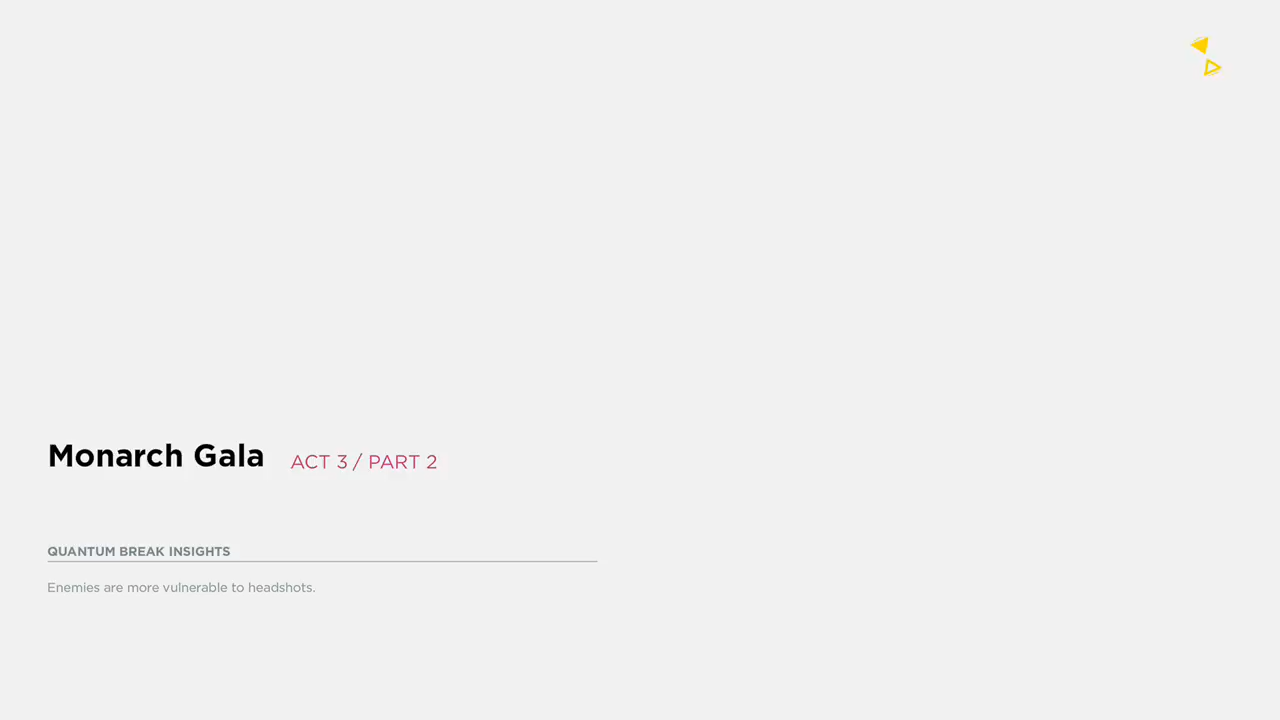 Monarch Gala ACT 3 / PART 2
QUANTUM BREAK INSIGHTS
Enemies are more vulnerable to headshots.